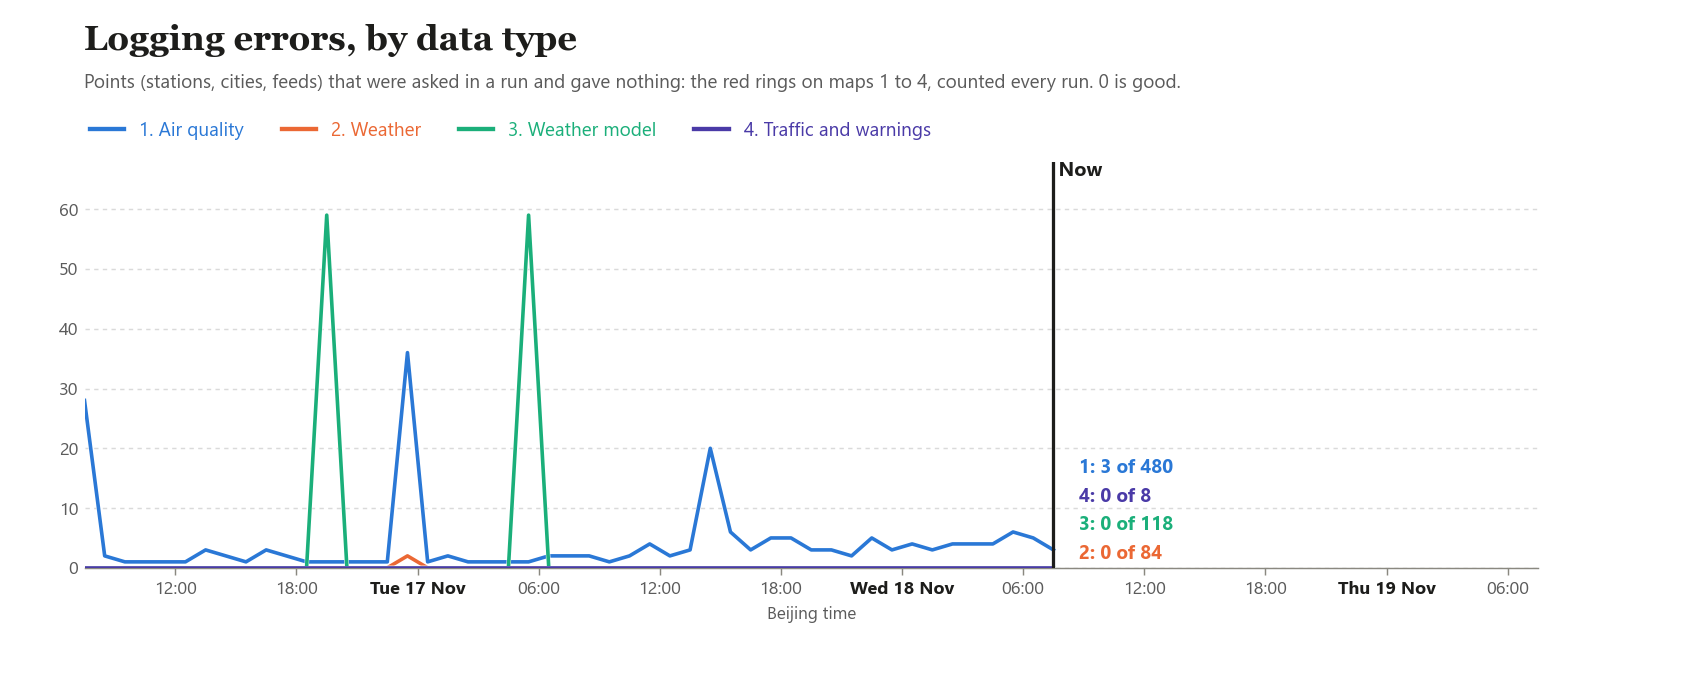 Logging errors, by data type
Points (stations, cities, feeds) that were asked in a run and gave nothing: the red rings on maps 1 to 4, counted every run. 0 is good.
1. Air quality
2. Weather
3. Weather model
4. Traffic and warnings
Now
60
50
40
30
20
10
0
1: 3 of 480
4: 0 of 8
3: 0 of 118
2: 0 of 84
12:00
18:00
Tue 17 Nov
06:00
12:00
18:00
Wed 18 Nov
06:00
12:00
18:00
Thu 19 Nov
06:00
Beijing time